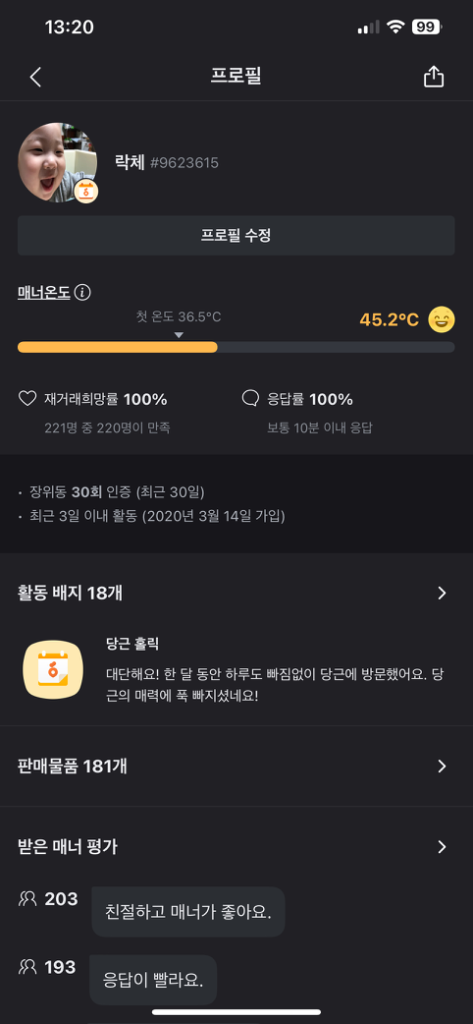 13:20
99
프로필
락체 #9623615
프로필 수정
매너온도
첫 온도 36.5°C
45.2°C
재거래희망률 100%
응답률 100%
221명 중 220명이 만족
보통 10분 이내 응답
· 장위동 30회 인증 (최근 30일)
· 최근 3일 이내 활동 (2020년 3월 14일 가입)
활동 배지 18개
당근 홀릭
대단해요! 한 달 동안 하루도 빠짐없이 당근에 방문했어요. 당
근의 매력에 푹 빠지셨네요!
판매물품 181개
받은 매너 평가
203
친절하고 매너가 좋아요.
193
응답이 빨라요.